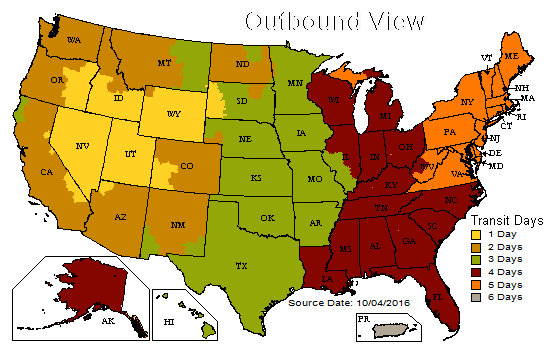 Outbound View
WA
MT
ND
MN
VT
ME
OR
ID
SD
WI
MI
NY
NH
MA
RI
CT
WY
NE
IA
PA
NJ
NV
UT
CO
IL
IN
OH
DE
MD
CA
KS
MO
WV
VA
KY
AZ
NM
OK
AR
TN
NC
SC
MS
AL
GA
TX
LA
FL
Transit Days
1 Day
2 Days
3 Days
4 Days
5 Days
6 Days
Source Date: 10/04/2016
AK
HI
PR